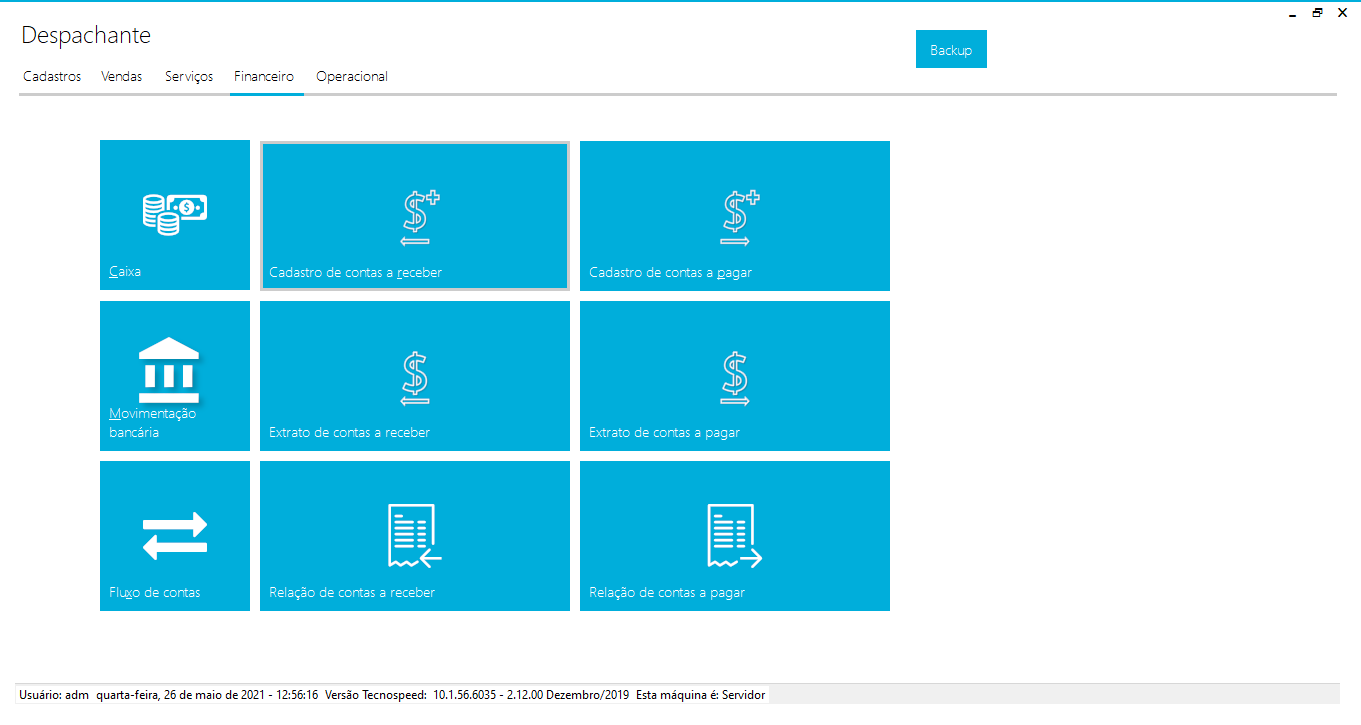 Despachante
Backup
Cadastros Vendas Serviços Financeiro Operacional
Caixa
Cadastro de contas a receber
Cadastro de contas a pagar
Movimentação
bancária
Extrato de contas a receber
Extrato de contas a pagar
Fluxo de contas
Relação de contas a receber
Relação de contas a pagar
Usuário: adm quarta-feira, 26 de maio de 2021 - 12:56:16 Versão Tecnospeed: 10.1.56.6035 - 2.12.00 Dezembro/2019 Esta máquina é: Servidor